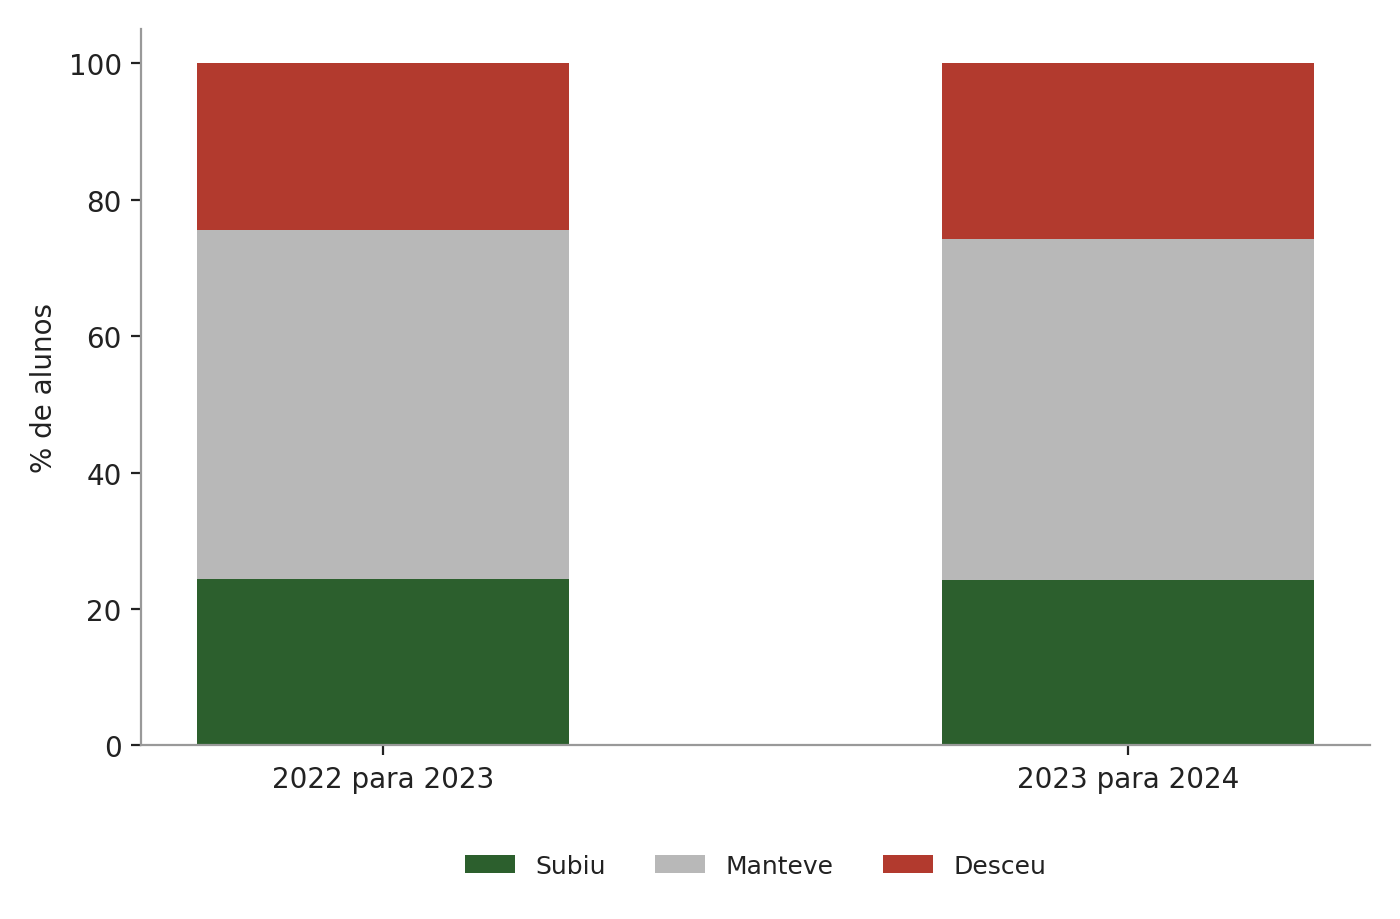 % de alunos
100
80
60
40
20
0
2022 para 2023
2023 para 2024
Subiu
Manteve
Desceu